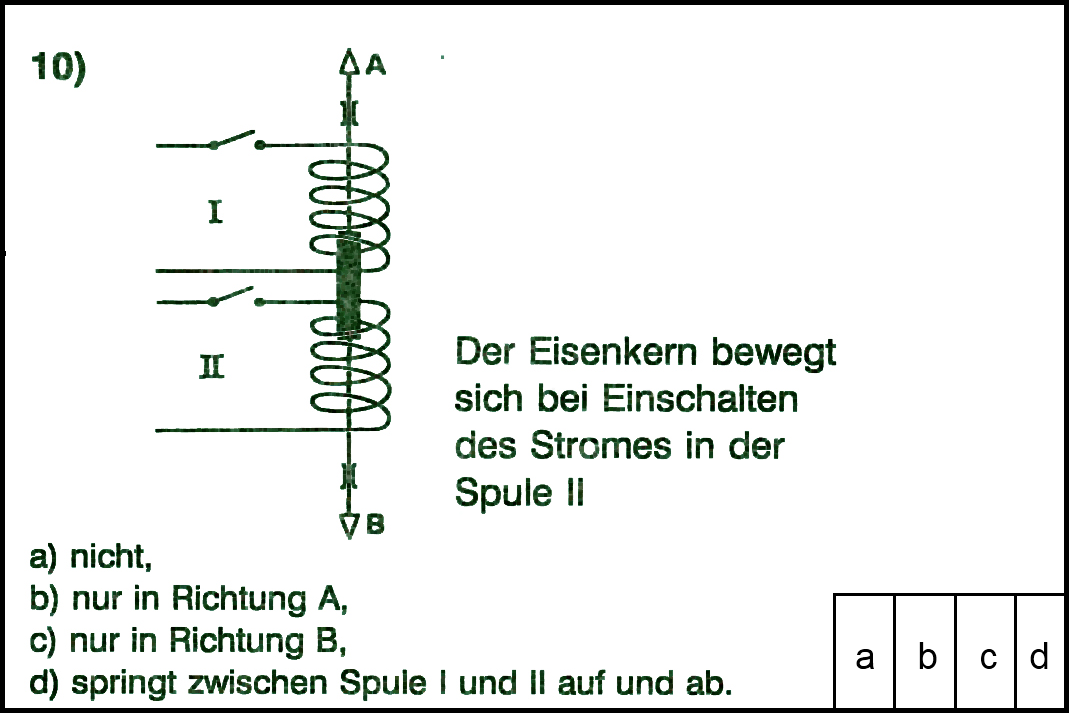 10)
A
I
II
B
Der Eisenkern bewegt
sich bei Einschalten
des Stromes in der
Spule II
a) nicht,
b) nur in Richtung A,
c) nur in Richtung B,
d) springt zwischen Spule I und II auf und ab.
a b c d